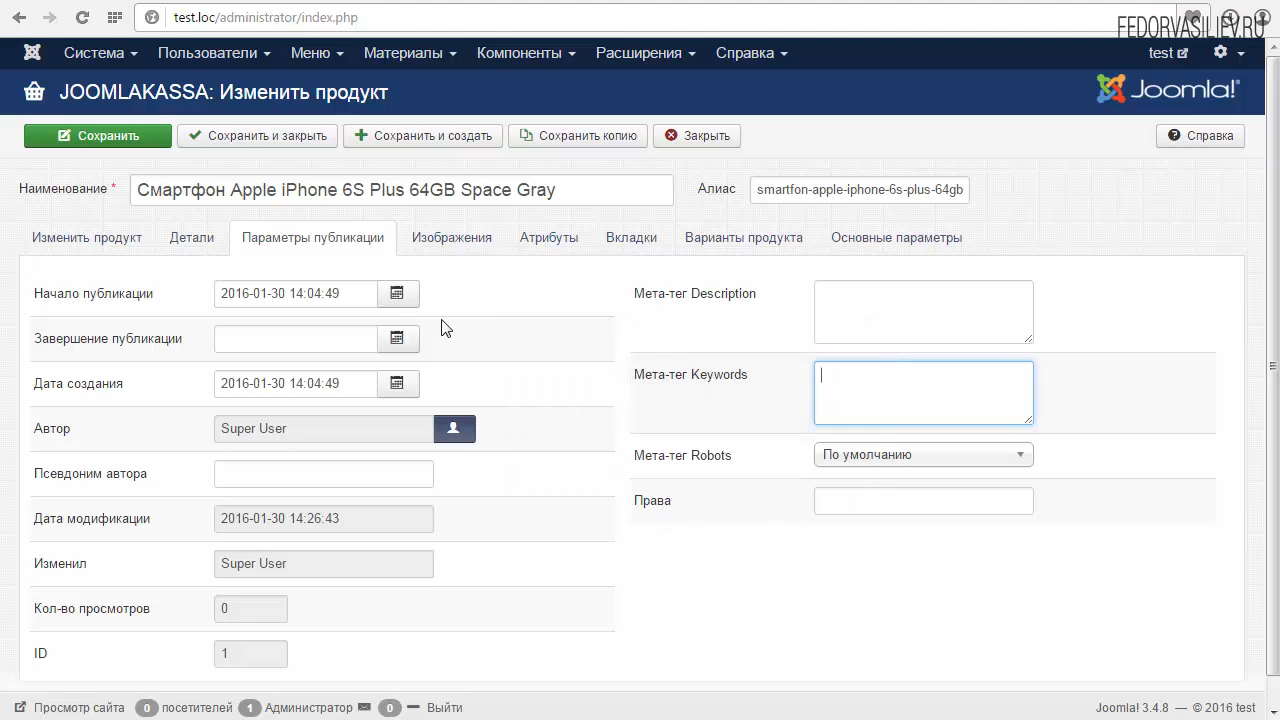 test.loc/administrator/index.php
FEDORVASILIEV.RU
Система Пользователи Меню Материалы Компоненты Расширения Справка test
JOOMLAKASSA: Изменить продукт
Joomla!
Сохранить Сохранить и закрыть Сохранить и создать Сохранить копию Закрыть Справка
Наименование * Смартфон Apple iPhone 6S Plus 64GB Space Gray Алиас smartfon-apple-iphone-6s-plus-64gb
Изменить продукт Детали Параметры публикации Изображения Атрибуты Вкладки Варианты продукта Основные параметры
Начало публикации 2016-01-30 14:04:49
Завершение публикации
Дата создания 2016-01-30 14:04:49
Автор Super User
Псевдоним автора
Дата модификации 2016-01-30 14:26:43
Изменил Super User
Кол-во просмотров 0
ID 1
Мета-тег Description
Мета-тег Keywords
Мета-тег Robots По умолчанию
Права
Просмотр сайта 0 посетителей 1 Администратор 0 Выйти
Joomla! 3.4.8 — © 2016 test